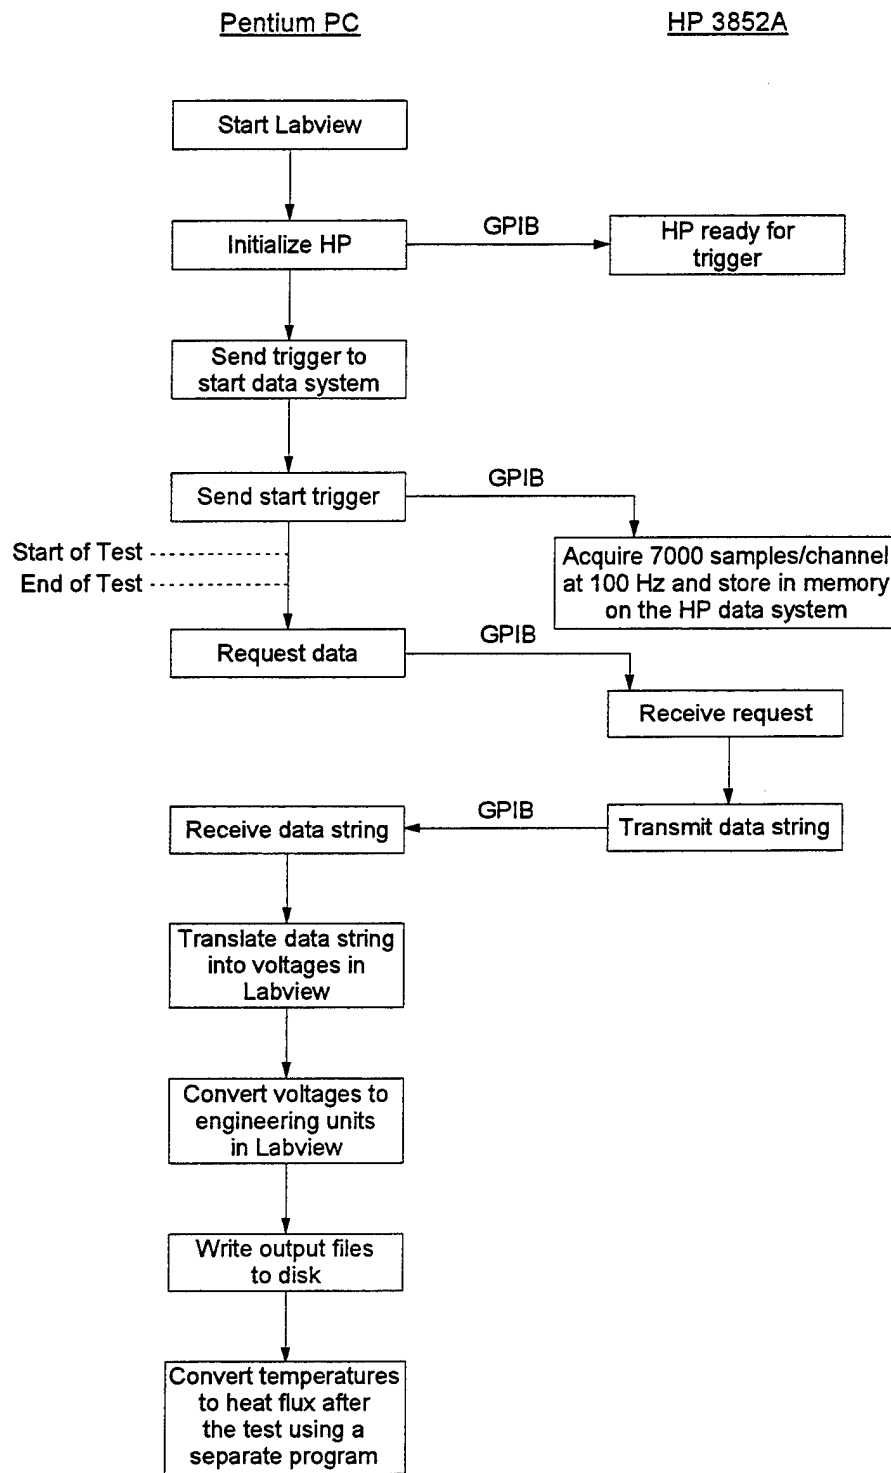 Pentium PC
HP 3852A
Start Labview
Initialize HP
GPIB
HP ready for
trigger
Send trigger to
start data system
Send start trigger
GPIB
Start of Test
End of Test
Acquire 7000 samples/channel
at 100 Hz and store in memory
on the HP data system
Request data
GPIB
Receive request
Receive data string
GPIB
Transmit data string
Translate data string
into voltages in
Labview
Convert voltages to
engineering units
in Labview
Write output files
to disk
Convert temperatures
to heat flux after
the test using a
separate program